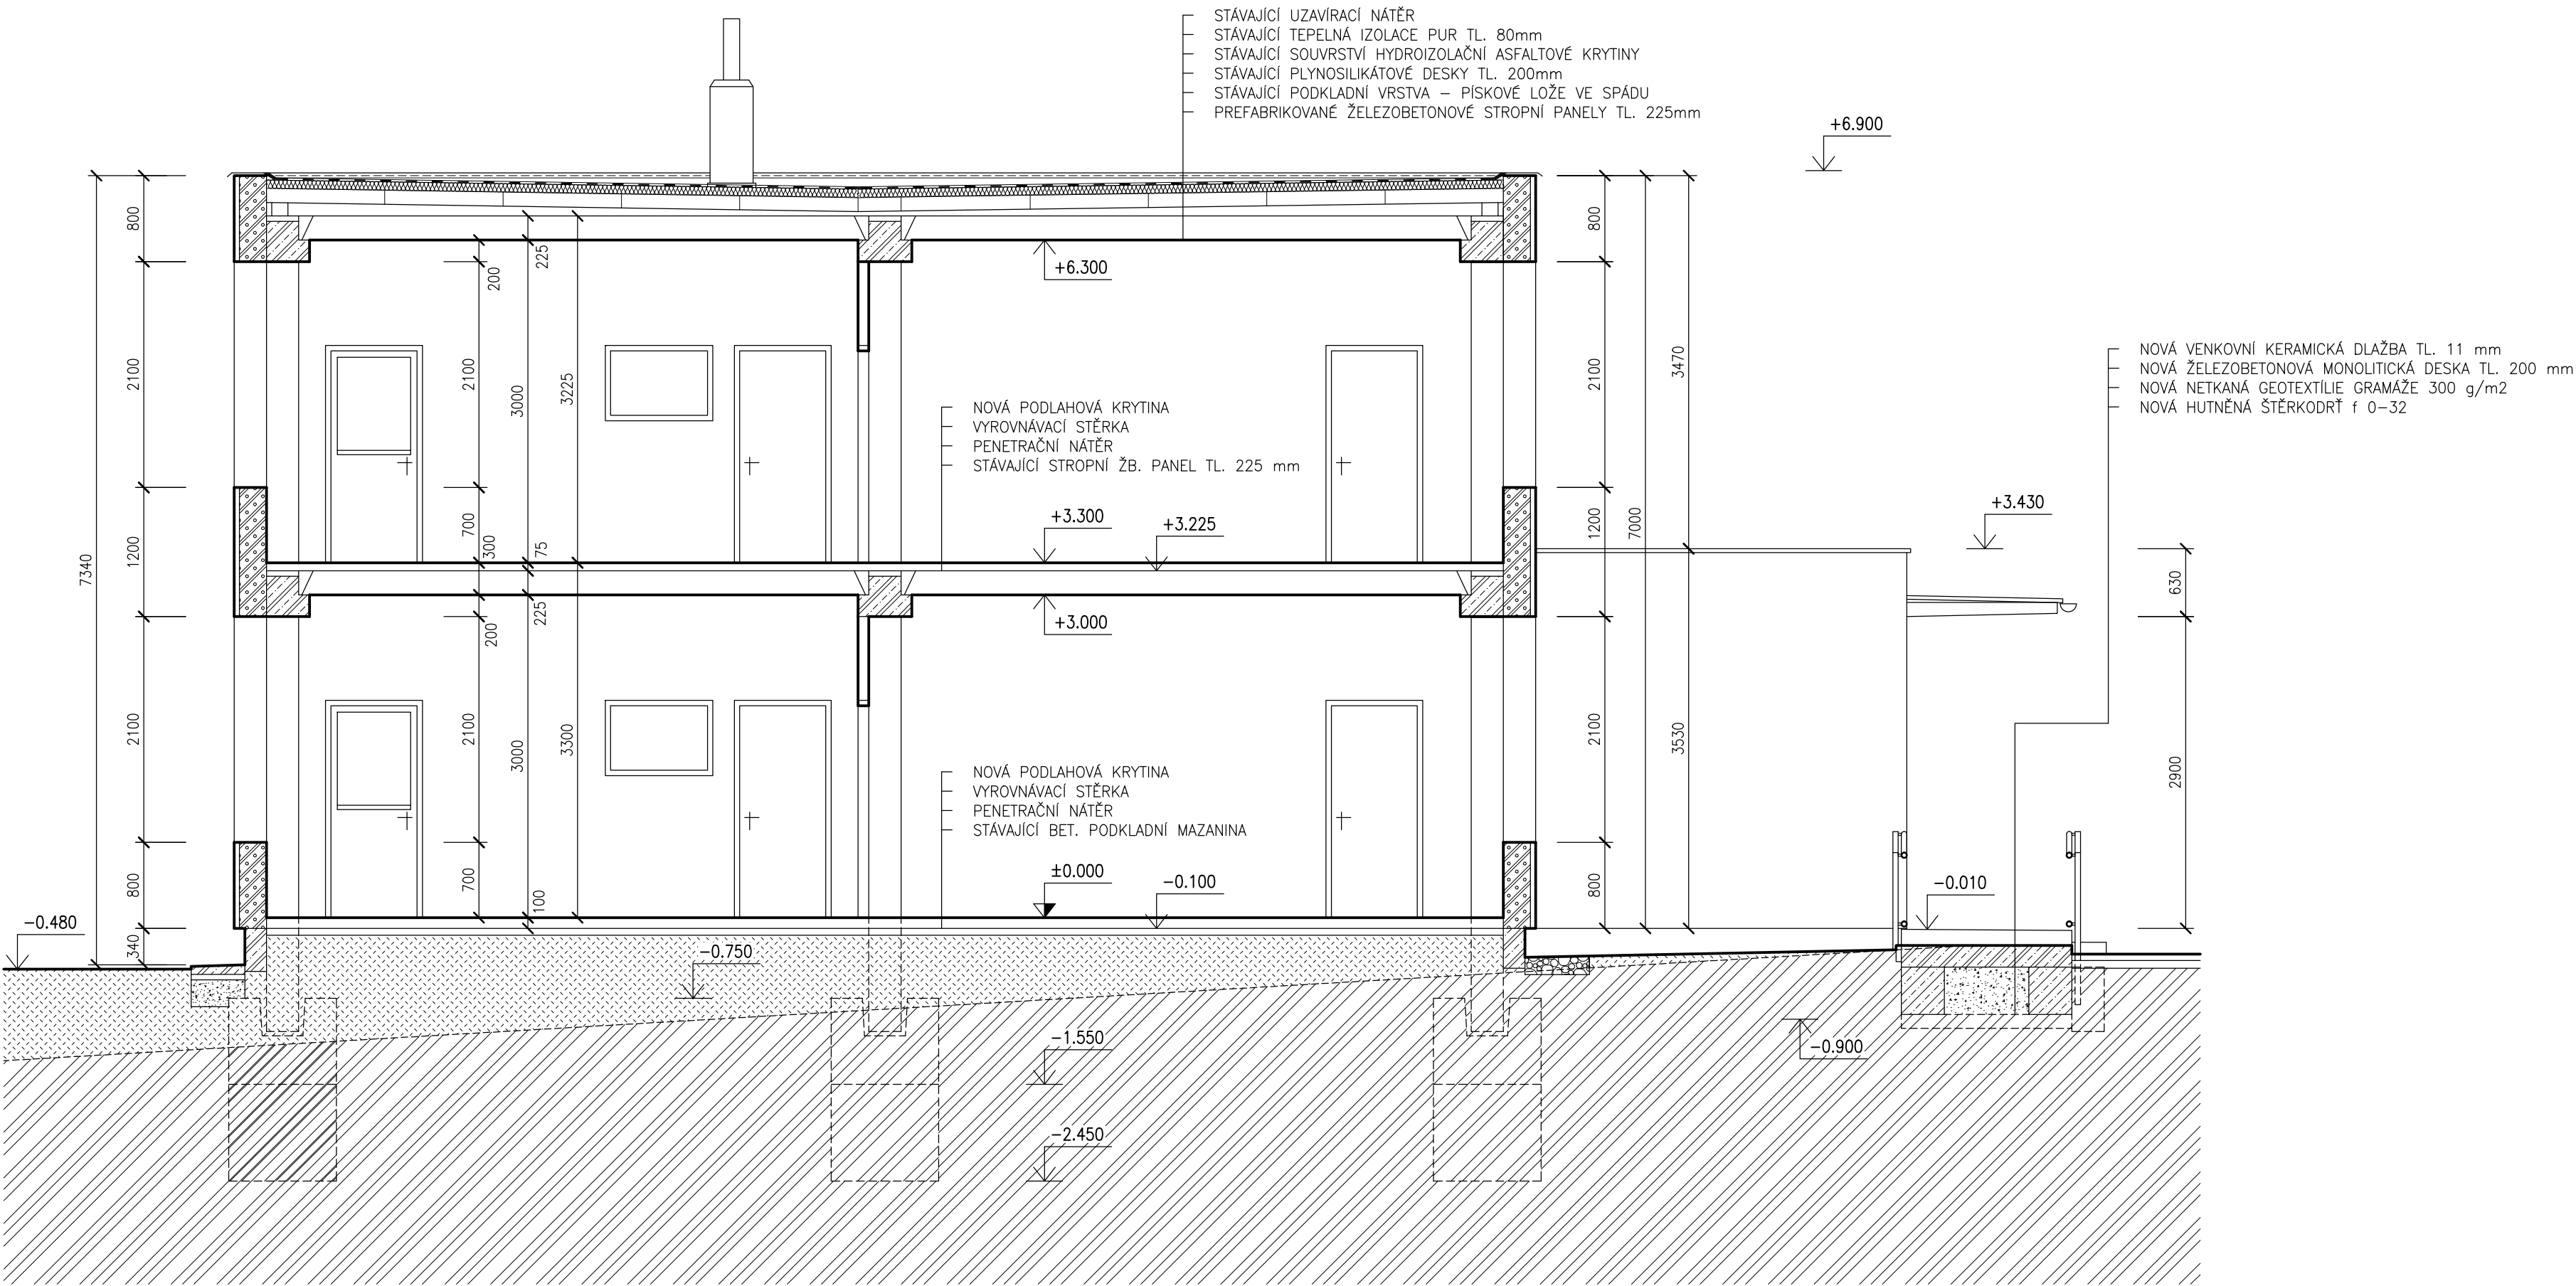 STÁVAJÍCÍ UZAVÍRACÍ NÁTĚR
STÁVAJÍCÍ TEPELNÁ IZOLACE PUR TL. 80mm
STÁVAJÍCÍ SOUVRSTVÍ HYDROIZOLAČNÍ ASFALTOVÉ KRYTINY
STÁVAJÍCÍ PLYNOSILIKÁTOVÉ DESKY TL. 200mm
STÁVAJÍCÍ PODKLADNÍ VRSTVA – PÍSKOVÉ LOŽE VE SPÁDU
PREFABRIKOVANÉ ŽELEZOBETONOVÉ STROPNÍ PANELY TL. 225mm
+6.900
+6.300
NOVÁ VENKOVNÍ KERAMICKÁ DLAŽBA TL. 11 mm
NOVÁ ŽELEZOBETONOVÁ MONOLITICKÁ DESKA TL. 200 mm
NOVÁ NETKANÁ GEOTEXTÍLIE GRAMÁŽE 300 g/m2
NOVÁ HUTNĚNÁ ŠTĚRKODRŤ f 0–32
NOVÁ PODLAHOVÁ KRYTINA
VYROVNÁVACÍ STĚRKA
PENETRAČNÍ NÁTĚR
STÁVAJÍCÍ STROPNÍ ŽB. PANEL TL. 225 mm
+3.300
+3.225
+3.430
+3.000
NOVÁ PODLAHOVÁ KRYTINA
VYROVNÁVACÍ STĚRKA
PENETRAČNÍ NÁTĚR
STÁVAJÍCÍ BET. PODKLADNÍ MAZANINA
±0.000
-0.100
-0.010
-0.480
-0.750
-1.550
-0.900
-2.450
7340
800
2100
1200
2100
800
340
200
2100
700
300
200
2100
700
225
3000
75
225
3000
100
3225
3300
800
2100
1200
2100
800
7000
3470
3530
630
2900